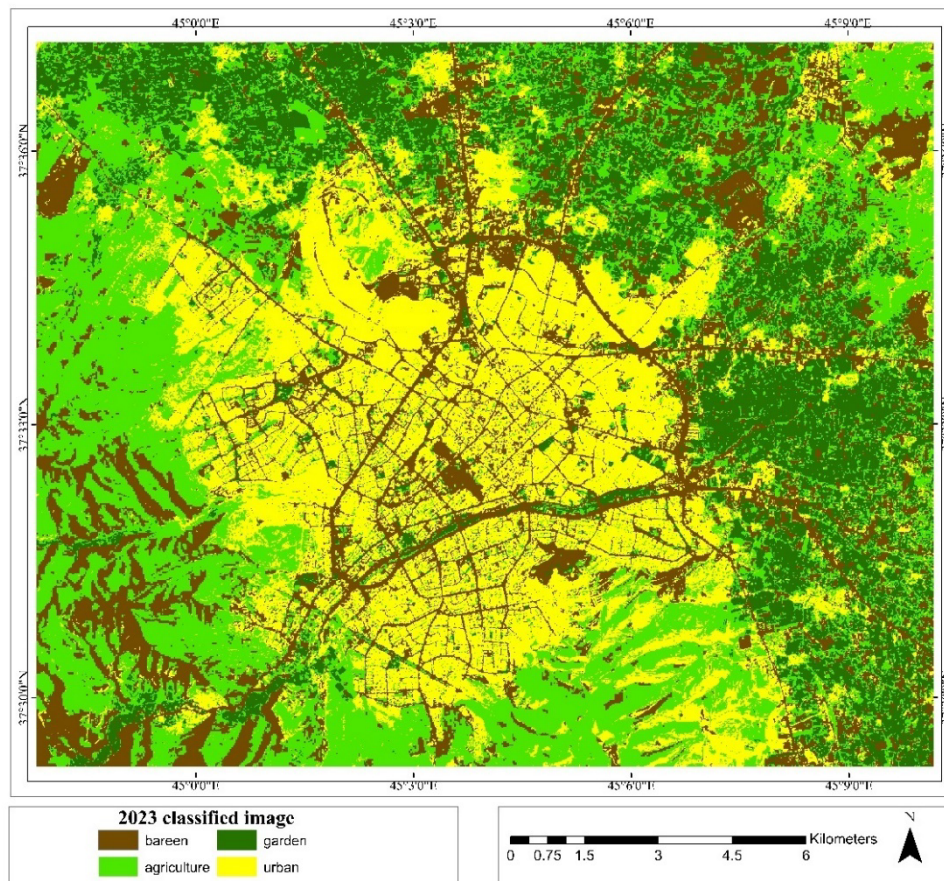 45°0'0"E 45°3'0"E 45°6'0"E 45°9'0"E
37°36'0"N
37°33'0"N
37°30'0"N
45°0'0"E 45°3'0"E 45°6'0"E 45°9'0"E
2023 classified image
bareen garden
agriculture urban
Kilometers
0 0.75 1.5 3 4.5 6
N